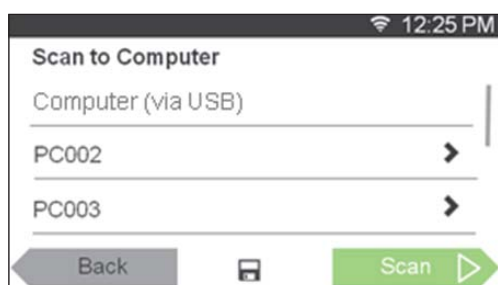 12:25 PM
Scan to Computer
Computer (via USB)
PC002
PC003
Back
Scan